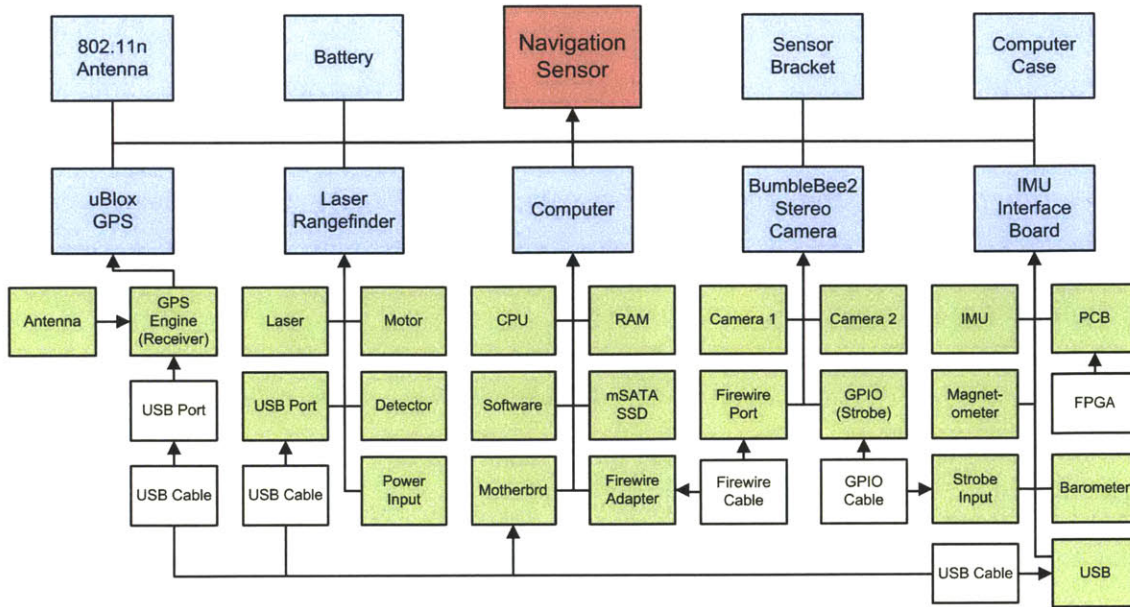 802.11n
Antenna
Battery
Navigation
Sensor
Sensor
Bracket
Computer
Case
uBlox
GPS
Laser
Rangefinder
Computer
BumbleBee2
Stereo
Camera
IMU
Interface
Board
Antenna
GPS
Engine
(Receiver)
Laser
Motor
CPU
RAM
Camera 1
Camera 2
IMU
PCB
USB Port
USB Port
Detector
Software
mSATA
SSD
Firewire
Port
GPIO
(Strobe)
Magnet-
ometer
FPGA
USB Cable
USB Cable
Power
Input
Motherbrd
Firewire
Adapter
Firewire
Cable
GPIO
Cable
Strobe
Input
Barometer
USB Cable
USB